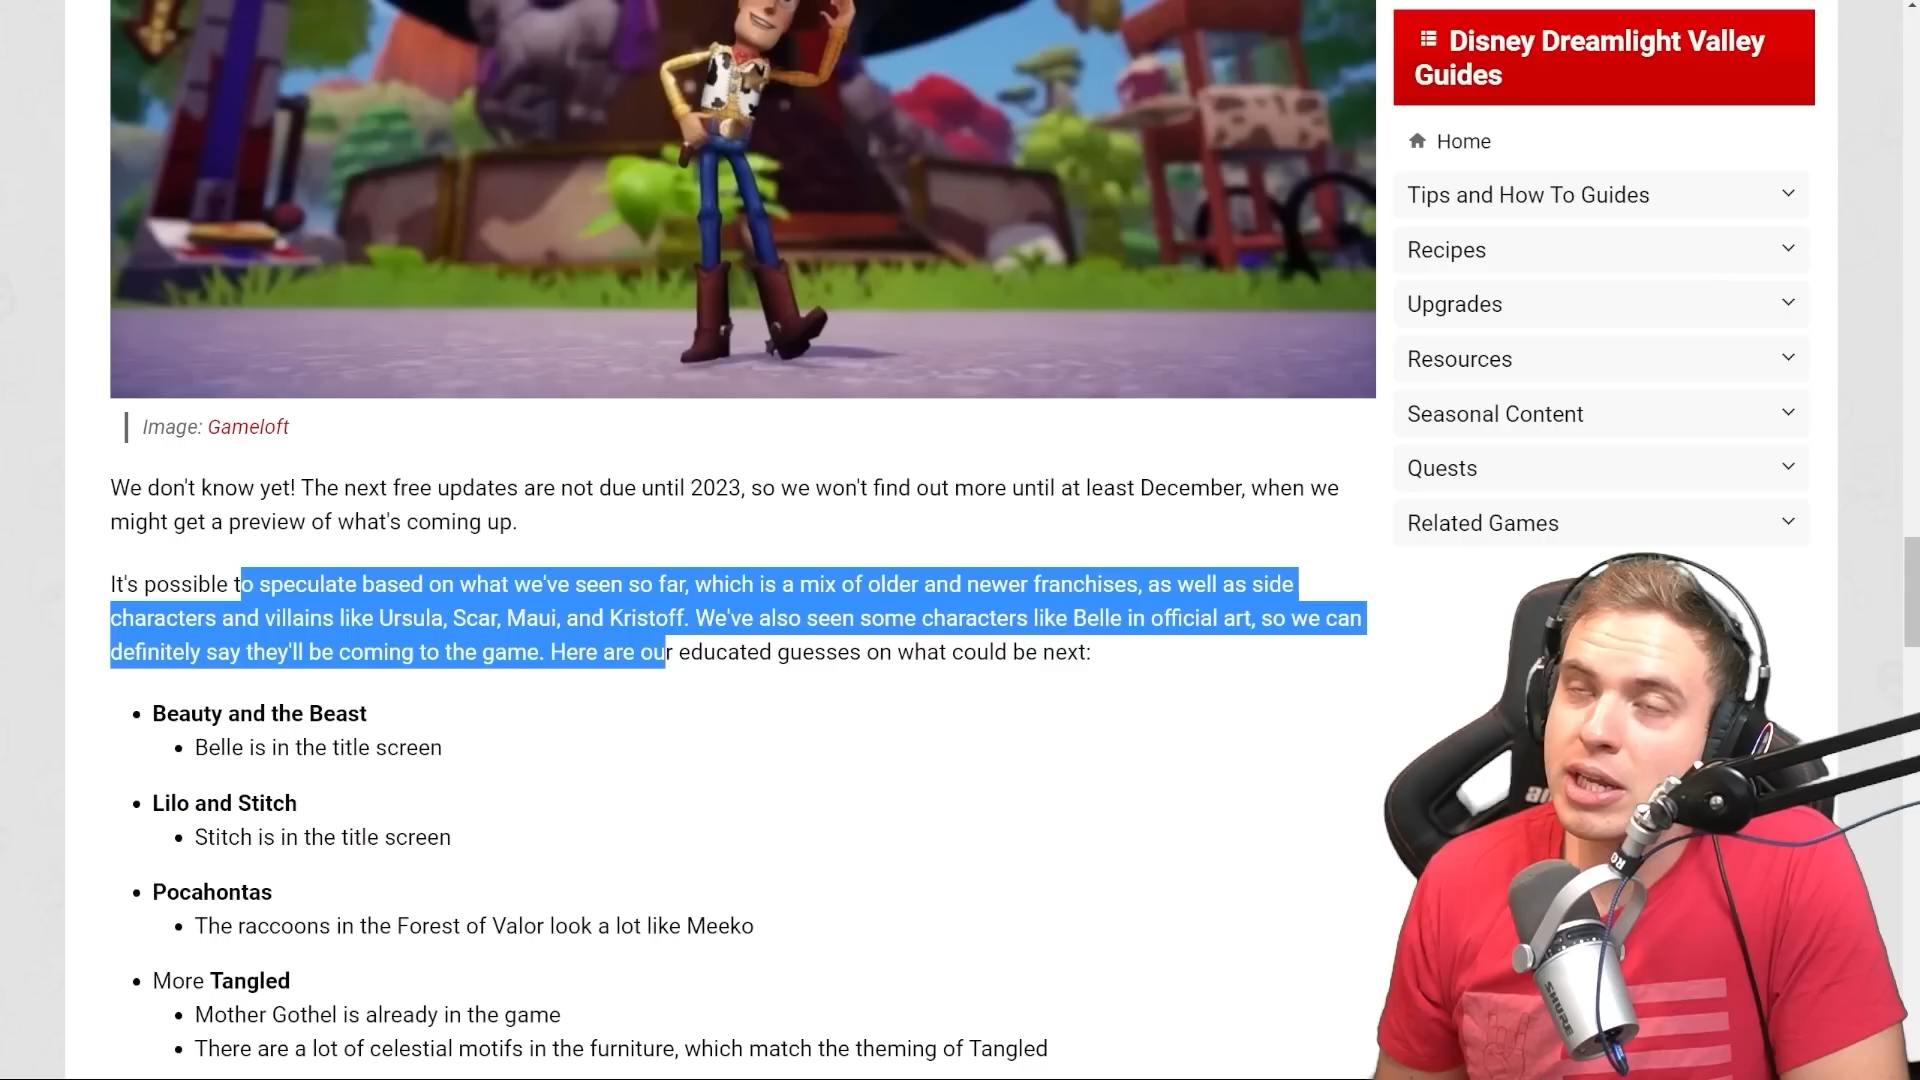 Disney Dreamlight Valley
Guides
Home
Tips and How To Guides
Recipes
Upgrades
Resources
Seasonal Content
Quests
Related Games
Image: Gameloft
We don't know yet! The next free updates are not due until 2023, so we won't find out more until at least December, when we
might get a preview of what's coming up.
It's possible to speculate based on what we've seen so far, which is a mix of older and newer franchises, as well as side
characters and villains like Ursula, Scar, Maui, and Kristoff. We've also seen some characters like Belle in official art, so we can
definitely say they'll be coming to the game. Here are our educated guesses on what could be next:
Beauty and the Beast
Belle is in the title screen
Lilo and Stitch
Stitch is in the title screen
Pocahontas
The raccoons in the Forest of Valor look a lot like Meeko
More Tangled
Mother Gothel is already in the game
There are a lot of celestial motifs in the furniture, which match the theming of Tangled
SHURE